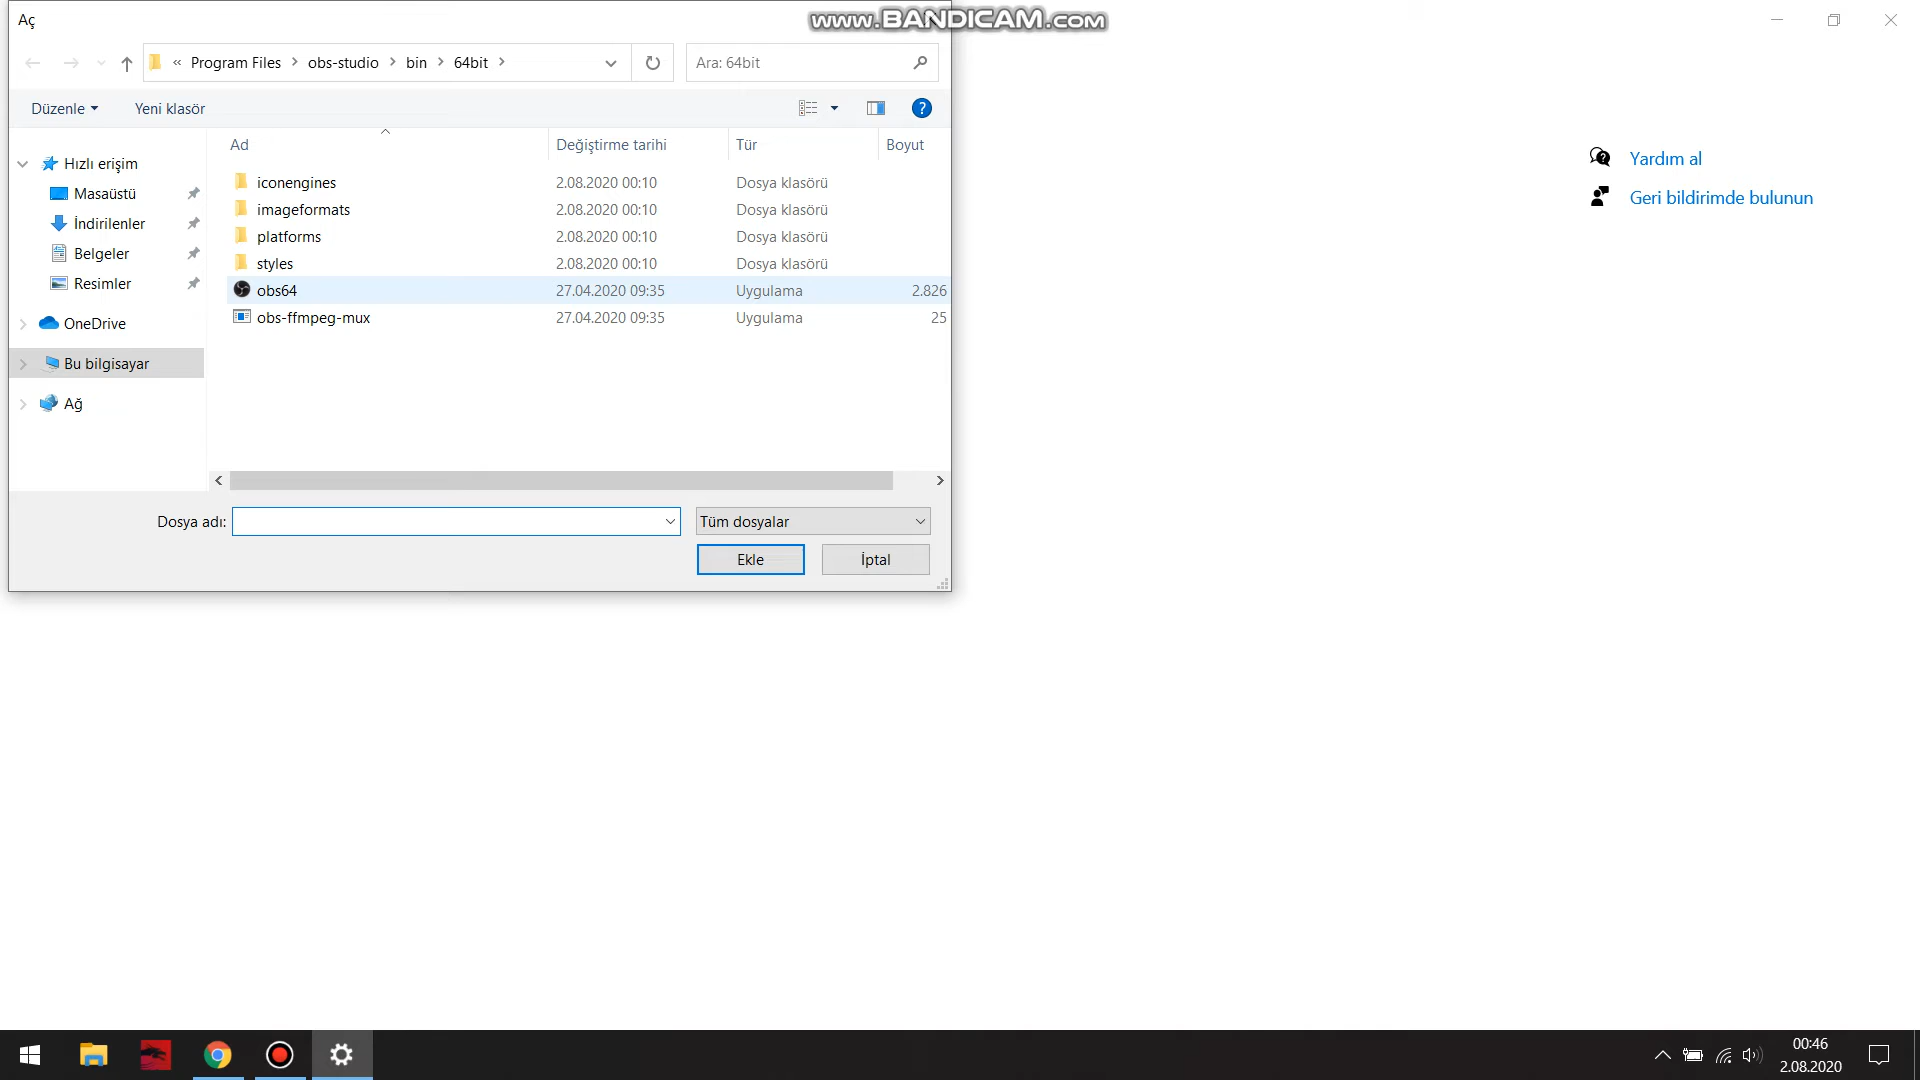 Aç
www.BANDICAM.com
« Program Files > obs-studio > bin > 64bit >
Ara: 64bit
Düzenle
Yeni klasör
?
Ad Değiştirme tarihi Tür Boyut
Hızlı erişim
Masaüstü
İndirilenler
Belgeler
Resimler
OneDrive
Bu bilgisayar
Ağ
iconengines 2.08.2020 00:10 Dosya klasörü
imageformats 2.08.2020 00:10 Dosya klasörü
platforms 2.08.2020 00:10 Dosya klasörü
styles 2.08.2020 00:10 Dosya klasörü
obs64 27.04.2020 09:35 Uygulama 2.826
obs-ffmpeg-mux 27.04.2020 09:35 Uygulama 25
Dosya adı:
Tüm dosyalar
Ekle
İptal
Yardım al
Geri bildirimde bulunun
00:46
2.08.2020